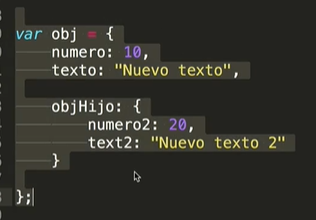 var obj = {
numero: 10,
texto: "Nuevo texto",
objHijo: {
numero2: 20,
text2: "Nuevo texto 2"
}
};